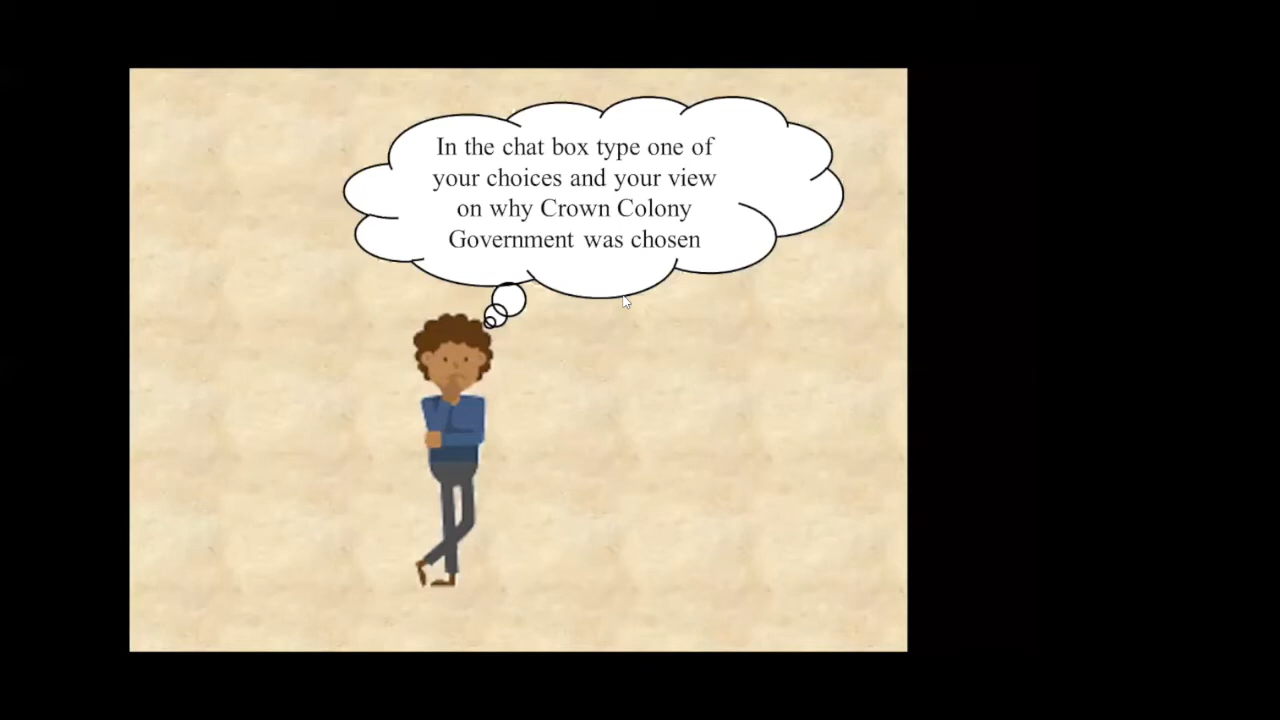 In the chat box type one of
your choices and your view
on why Crown Colony
Government was chosen